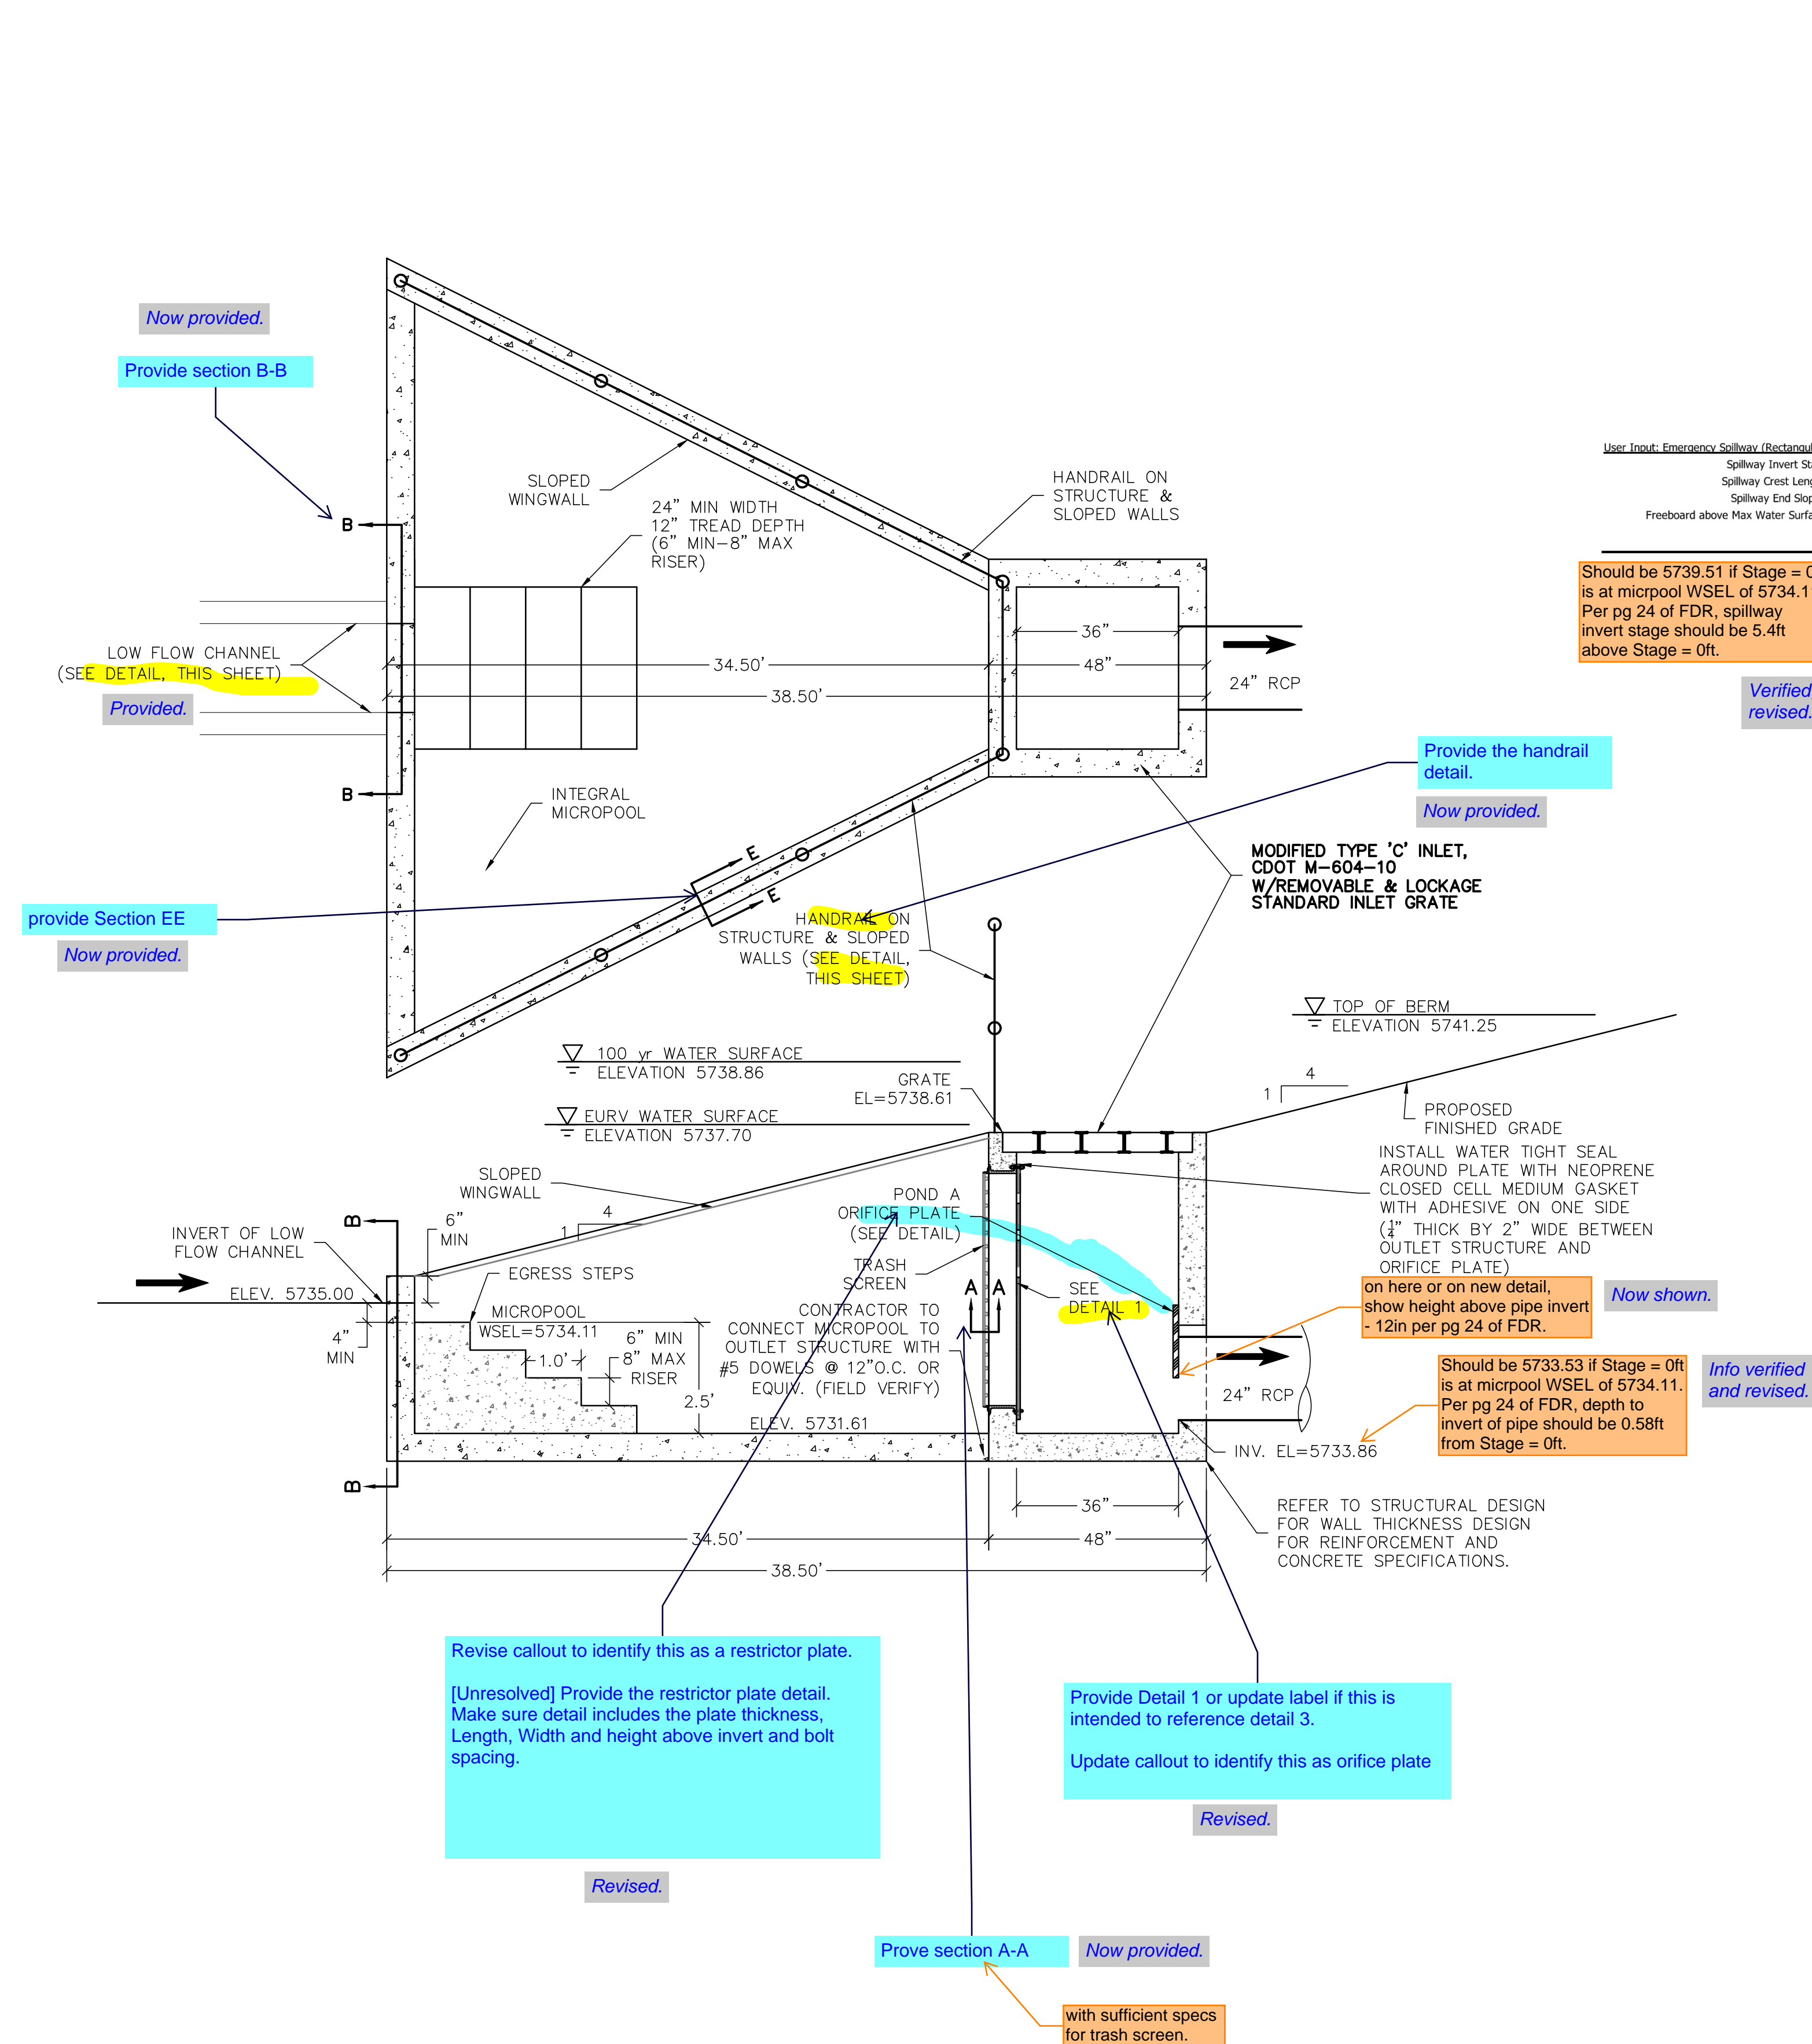 Now provided.
Provide section B-B
B
SLOPED
WINGWALL
24" MIN WIDTH
12" TREAD DEPTH
(6" MIN-8" MAX
RISER)
HANDRAIL ON
STRUCTURE &
SLOPED WALLS
User Input: Emergency Spillway (Rectangu
Spillway Invert Sta
Spillway Crest Leng
Spillway End Slop
Freeboard above Max Water Surfa
Should be 5739.51 if Stage = 0
is at micrpool WSEL of 5734.1
Per pg 24 of FDR, spillway
invert stage should be 5.4ft
above Stage = 0ft.
Verified
revised.
LOW FLOW CHANNEL
(SEE DETAIL, THIS SHEET)
Provided.
34.50'
36"
48"
38.50'
24" RCP
B
INTEGRAL
MICROPOOL
Provide the handrail
detail.
Now provided.
MODIFIED TYPE 'C' INLET,
CDOT M-604-10
W/REMOVABLE & LOCKAGE
STANDARD INLET GRATE
E
E
provide Section EE
Now provided.
HANDRAIL ON
STRUCTURE & SLOPED
WALLS (SEE DETAIL,
THIS SHEET)
TOP OF BERM
ELEVATION 5741.25
100 yr WATER SURFACE
ELEVATION 5738.86
GRATE
EL=5738.61
EURV WATER SURFACE
ELEVATION 5737.70
4
1
PROPOSED
FINISHED GRADE
INSTALL WATER TIGHT SEAL
AROUND PLATE WITH NEOPRENE
CLOSED CELL MEDIUM GASKET
WITH ADHESIVE ON ONE SIDE
(1/4" THICK BY 2" WIDE BETWEEN
OUTLET STRUCTURE AND
ORIFICE PLATE)
SLOPED
WINGWALL
4
1
POND A
ORIFICE PLATE
(SEE DETAIL)
TRASH
SCREEN
B
6"
MIN
INVERT OF LOW
FLOW CHANNEL
ELEV. 5735.00
EGRESS STEPS
MICROPOOL
WSEL=5734.11
4"
MIN
1.0'
6" MIN
8" MAX
RISER
2.5'
CONTRACTOR TO
CONNECT MICROPOOL TO
OUTLET STRUCTURE WITH
#5 DOWELS @ 12"O.C. OR
EQUIV. (FIELD VERIFY)
A A
SEE
DETAIL 1
on here or on new detail,
show height above pipe invert
- 12in per pg 24 of FDR.
Now shown.
Should be 5733.53 if Stage = 0ft
is at micrpool WSEL of 5734.11.
Per pg 24 of FDR, depth to
invert of pipe should be 0.58ft
from Stage = 0ft.
Info verified
and revised.
24" RCP
ELEV. 5731.61
INV. EL=5733.86
B
36"
34.50'
48"
38.50'
REFER TO STRUCTURAL DESIGN
FOR WALL THICKNESS DESIGN
FOR REINFORCEMENT AND
CONCRETE SPECIFICATIONS.
Revise callout to identify this as a restrictor plate.
[Unresolved] Provide the restrictor plate detail.
Make sure detail includes the plate thickness,
Length, Width and height above invert and bolt
spacing.
Revised.
Provide Detail 1 or update label if this is
intended to reference detail 3.
Update callout to identify this as orifice plate
Revised.
Prove section A-A
Now provided.
with sufficient specs
for trash screen.